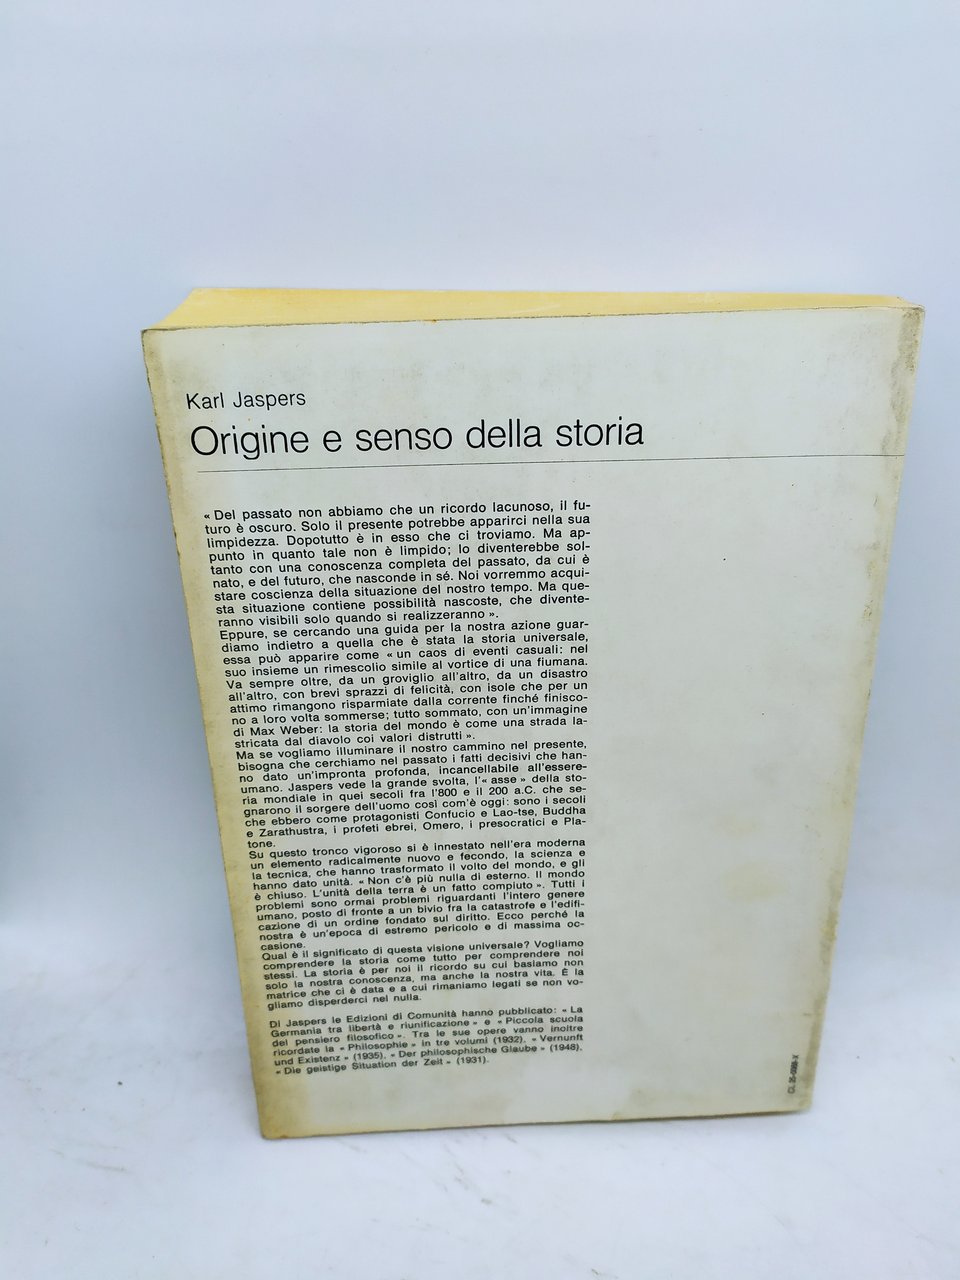 Karl Jaspers
Origine e senso della storia
« Del passato non abbiamo che un ricordo lacunoso, il fu-
turo è oscuro. Solo il presente potrebbe apparirci nella sua
limpidezza. Dopotutto è in esso che ci troviamo. Ma ap-
punto in quanto tale non è limpido; lo diventerebbe sol-
tanto con una conoscenza completa del passato, da cui è
nato, e del futuro, che nasconde in sé. Noi vorremmo acqui-
stare coscienza della situazione del nostro tempo. Ma que-
sta situazione contiene possibilità nascoste, che divente-
ranno visibili solo quando si realizzeranno ».
Eppure, se cercando una guida per la nostra azione guar-
diamo indietro a quella che è stata la storia universale,
essa può apparire come « un caos di eventi casuali: nel
suo insieme un rimescolio simile al vortice di una fiumana.
Va sempre oltre, da un groviglio all'altro, da un disastro
all'altro, con brevi sprazzi di felicità, con isole che per un
attimo rimangono risparmiate dalla corrente finché finisco-
no a loro volta sommerse; tutto sommato, con un'immagine
di Max Weber: la storia del mondo è come una strada la-
stricata dal diavolo coi valori distrutti ».
Ma se vogliamo illuminare il nostro cammino nel presente,
bisogna che cerchiamo nel passato i fatti decisivi che han-
no dato un'impronta profonda, incancellabile all'essere-
umano. Jaspers vede la grande svolta, l'« asse » della sto-
ria mondiale in quei secoli fra l'800 e il 200 a.C. che se-
gnarono il sorgere dell'uomo così com'è oggi: sono i secoli
che ebbero come protagonisti Confucio e Lao-tse, Buddha
e Zarathustra, i profeti ebrei, Omero, i presocratici e Pla-
tone.
Su questo tronco vigoroso si è innestato nell'era moderna
un elemento radicalmente nuovo e fecondo, la scienza e
la tecnica, che hanno trasformato il volto del mondo, e gli
hanno dato unità. « Non c'è più nulla di esterno. Il mondo
è chiuso. L'unità della terra è un fatto compiuto ». Tutti i
problemi sono ormai problemi riguardanti l'intero genere
umano, posto di fronte a un bivio fra la catastrofe e l'edifi-
cazione di un ordine fondato sul diritto. Ecco perché la
nostra è un'epoca di estremo pericolo e di massima oc-
casione.
Qual è il significato di questa visione universale? Vogliamo
comprendere la storia come tutto per comprendere noi
stessi. La storia è per noi il ricordo su cui basiamo non
solo la nostra conoscenza, ma anche la nostra vita. È la
matrice che ci è data e a cui rimaniamo legati se non vo-
gliamo disperderci nel nulla.
Di Jaspers le Edizioni di Comunità hanno pubblicato: « La
Germania tra libertà e riunificazione » e « Piccola scuola
del pensiero filosofico ». Tra le sue opere vanno inoltre
ricordate la « Philosophie » in tre volumi (1932), « Vernunft
und Existenz » (1935), « Der philosophische Glaube » (1948),
« Die geistige Situation der Zeit » (1931).